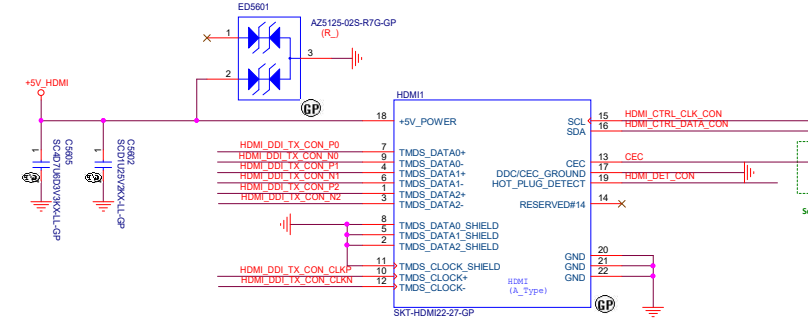 ED5601
AZ5125-02S-R7G-GP
(R_)
1
2
3
GP
+5V_HDMI
1
C5605
SC4D7U6D3V3KX-LL-GP
1
C5602
SCD1U25V2KX-LL-GP
HDMI1
18 +5V_POWER
HDMI_DDI_TX_CON_P0 7 TMDS_DATA0+
HDMI_DDI_TX_CON_N0 9 TMDS_DATA0-
HDMI_DDI_TX_CON_P1 4 TMDS_DATA1+
HDMI_DDI_TX_CON_N1 6 TMDS_DATA1-
HDMI_DDI_TX_CON_P2 1 TMDS_DATA2+
HDMI_DDI_TX_CON_N2 3 TMDS_DATA2-
8 TMDS_DATA0_SHIELD
5 TMDS_DATA1_SHIELD
2 TMDS_DATA2_SHIELD
11 TMDS_CLOCK_SHIELD
HDMI_DDI_TX_CON_CLKP 10 TMDS_CLOCK+
HDMI_DDI_TX_CON_CLKN 12 TMDS_CLOCK-
SCL 15 HDMI_CTRL_CLK_CON
SDA 16 HDMI_CTRL_DATA_CON
CEC 13 CEC
DDC/CEC_GROUND 17
HOT_PLUG_DETECT 19 HDMI_DET_CON
RESERVED#14 14
GND 20
GND 21
GND 22
HDMI
(A_Type)
GP
SKT-HDMI22-27-GP